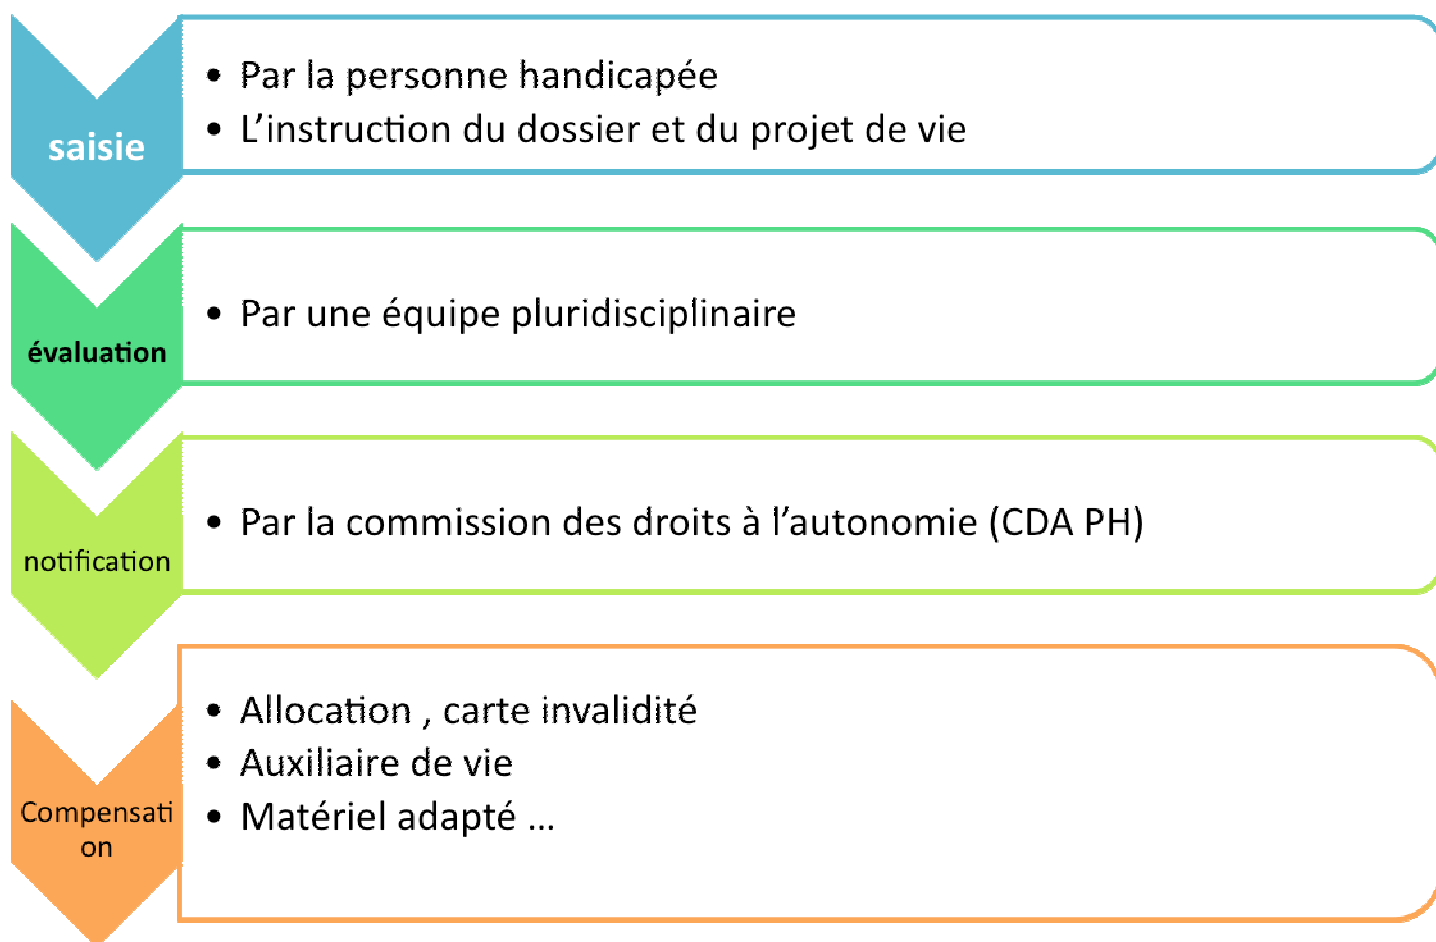 saisie
• Par la personne handicapée
• L’instruction du dossier et du projet de vie
évaluation
• Par une équipe pluridisciplinaire
notification
• Par la commission des droits à l’autonomie (CDA PH)
Compensati
on
• Allocation , carte invalidité
• Auxiliaire de vie
• Matériel adapté ...